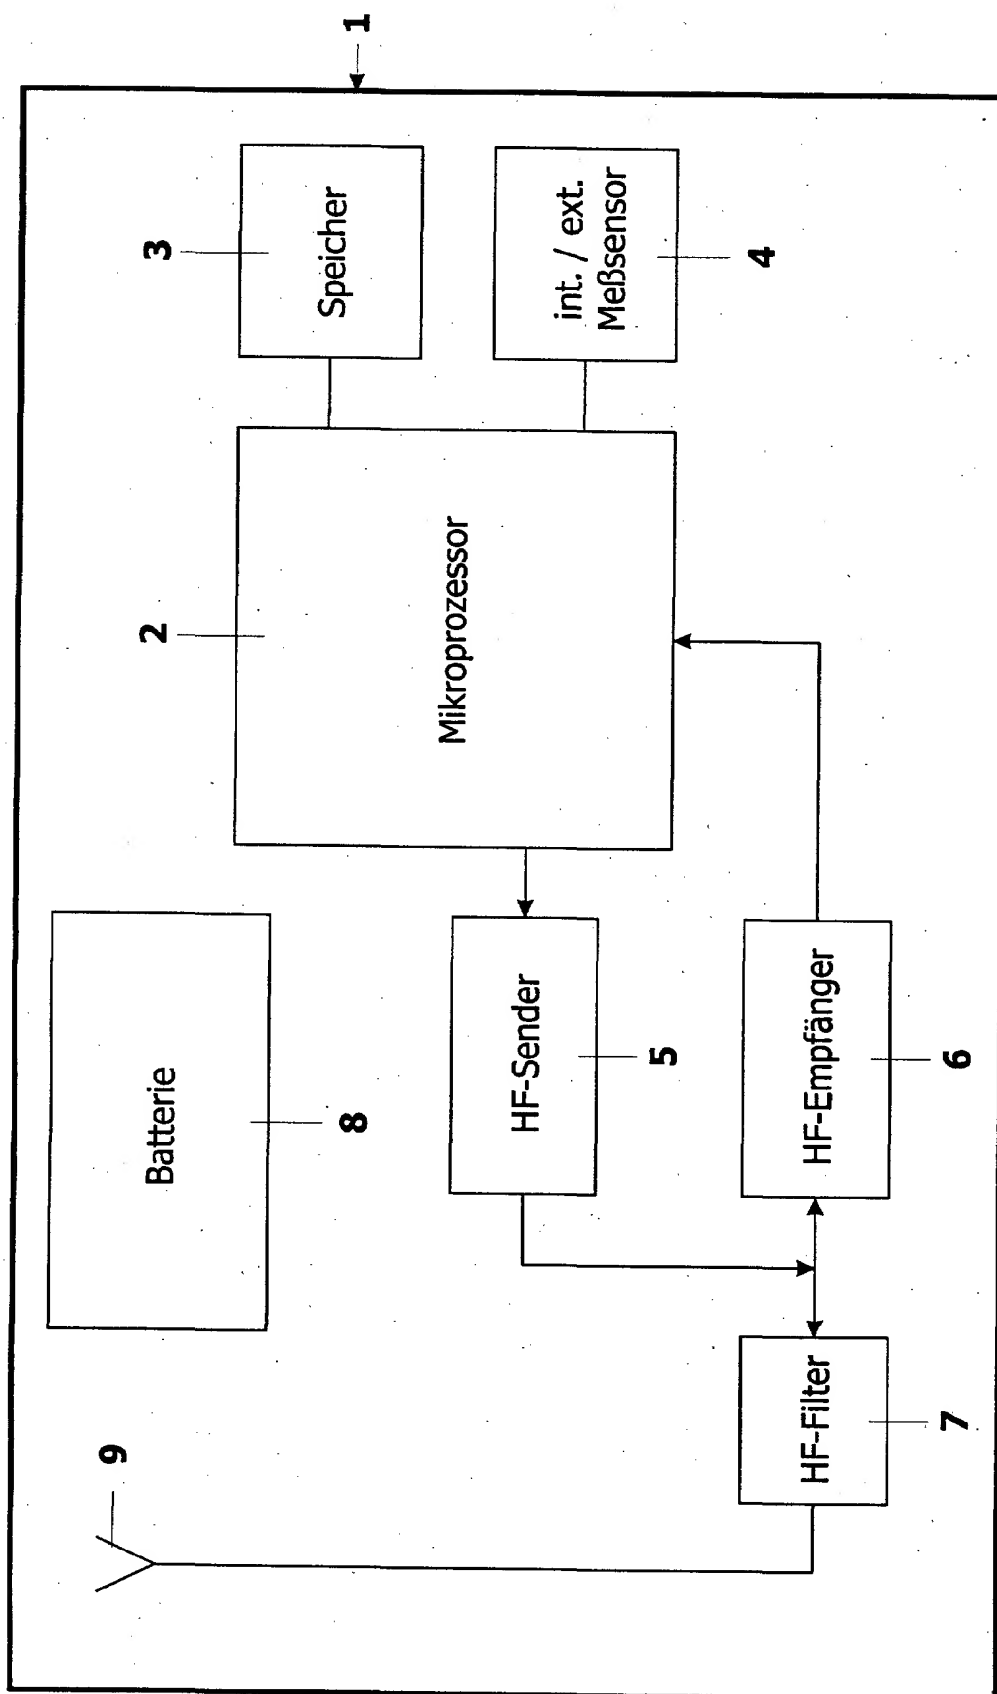 1
3
Speicher
int. / ext.
Meßsensor
4
2
Mikroprozessor
Batterie
8
HF-Sender
5
HF-Empfänger
6
9
HF-Filter
7